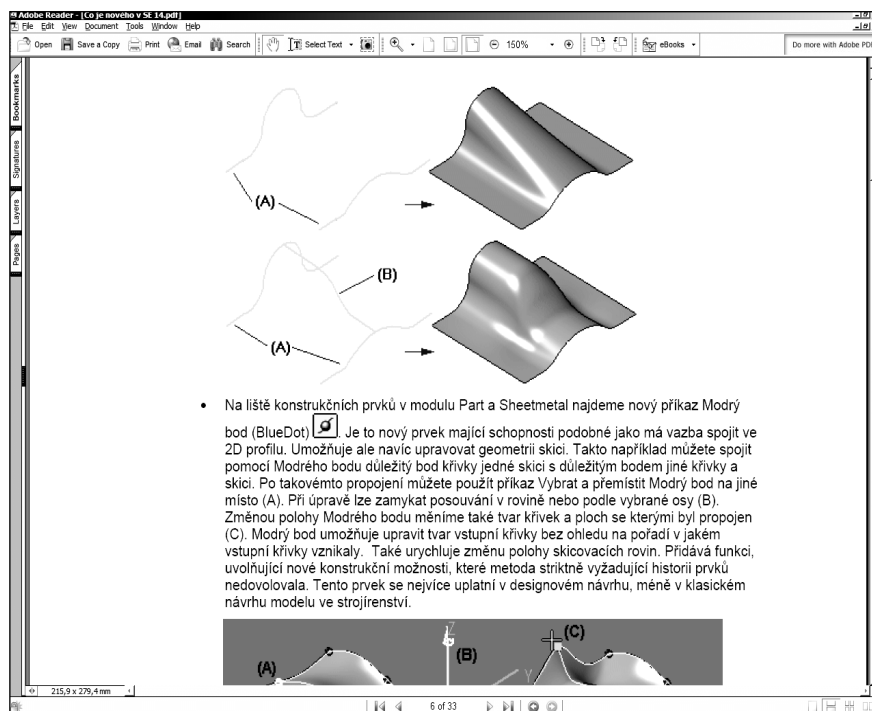 Adobe Reader - [Co je nového v SE 14.pdf]
File Edit View Document Tools Window Help
Open Save a Copy Print Email Search Select Text 150% eBooks Do more with Adobe PDF
Bookmarks
Signatures
Layers
Pages
(A)
(B)
(A)
• Na liště konstrukčních prvků v modulu Part a Sheetmetal najdeme nový příkaz Modrý
bod (BlueDot) . Je to nový prvek mající schopnosti podobné jako má vazba spojit ve
2D profilu. Umožňuje ale navíc upravovat geometrii skici. Takto například můžete spojit
pomocí Modrého bodu důležitý bod křivky jedné skici s důležitým bodem jiné křivky a
skici. Po takovémto propojení můžete použít příkaz Vybrat a přemístit Modrý bod na jiné
místo (A). Při úpravě lze zamykat posouvání v rovině nebo podle vybrané osy (B).
Změnou polohy Modrého bodu měníme také tvar křivek a ploch se kterými byl propojen
(C). Modrý bod umožňuje upravit tvar vstupní křivky bez ohledu na pořadí v jakém
vstupní křivky vznikaly. Také urychluje změnu polohy skicovacích rovin. Přidává funkci,
uvolňující nové konstrukční možnosti, které metoda striktně vyžadující historii prvků
nedovolovala. Tento prvek se nejvíce uplatní v designovém návrhu, méně v klasickém
návrhu modelu ve strojírenství.
(A) Z (B) Y (C)
215,9 x 279,4 mm
6 of 33